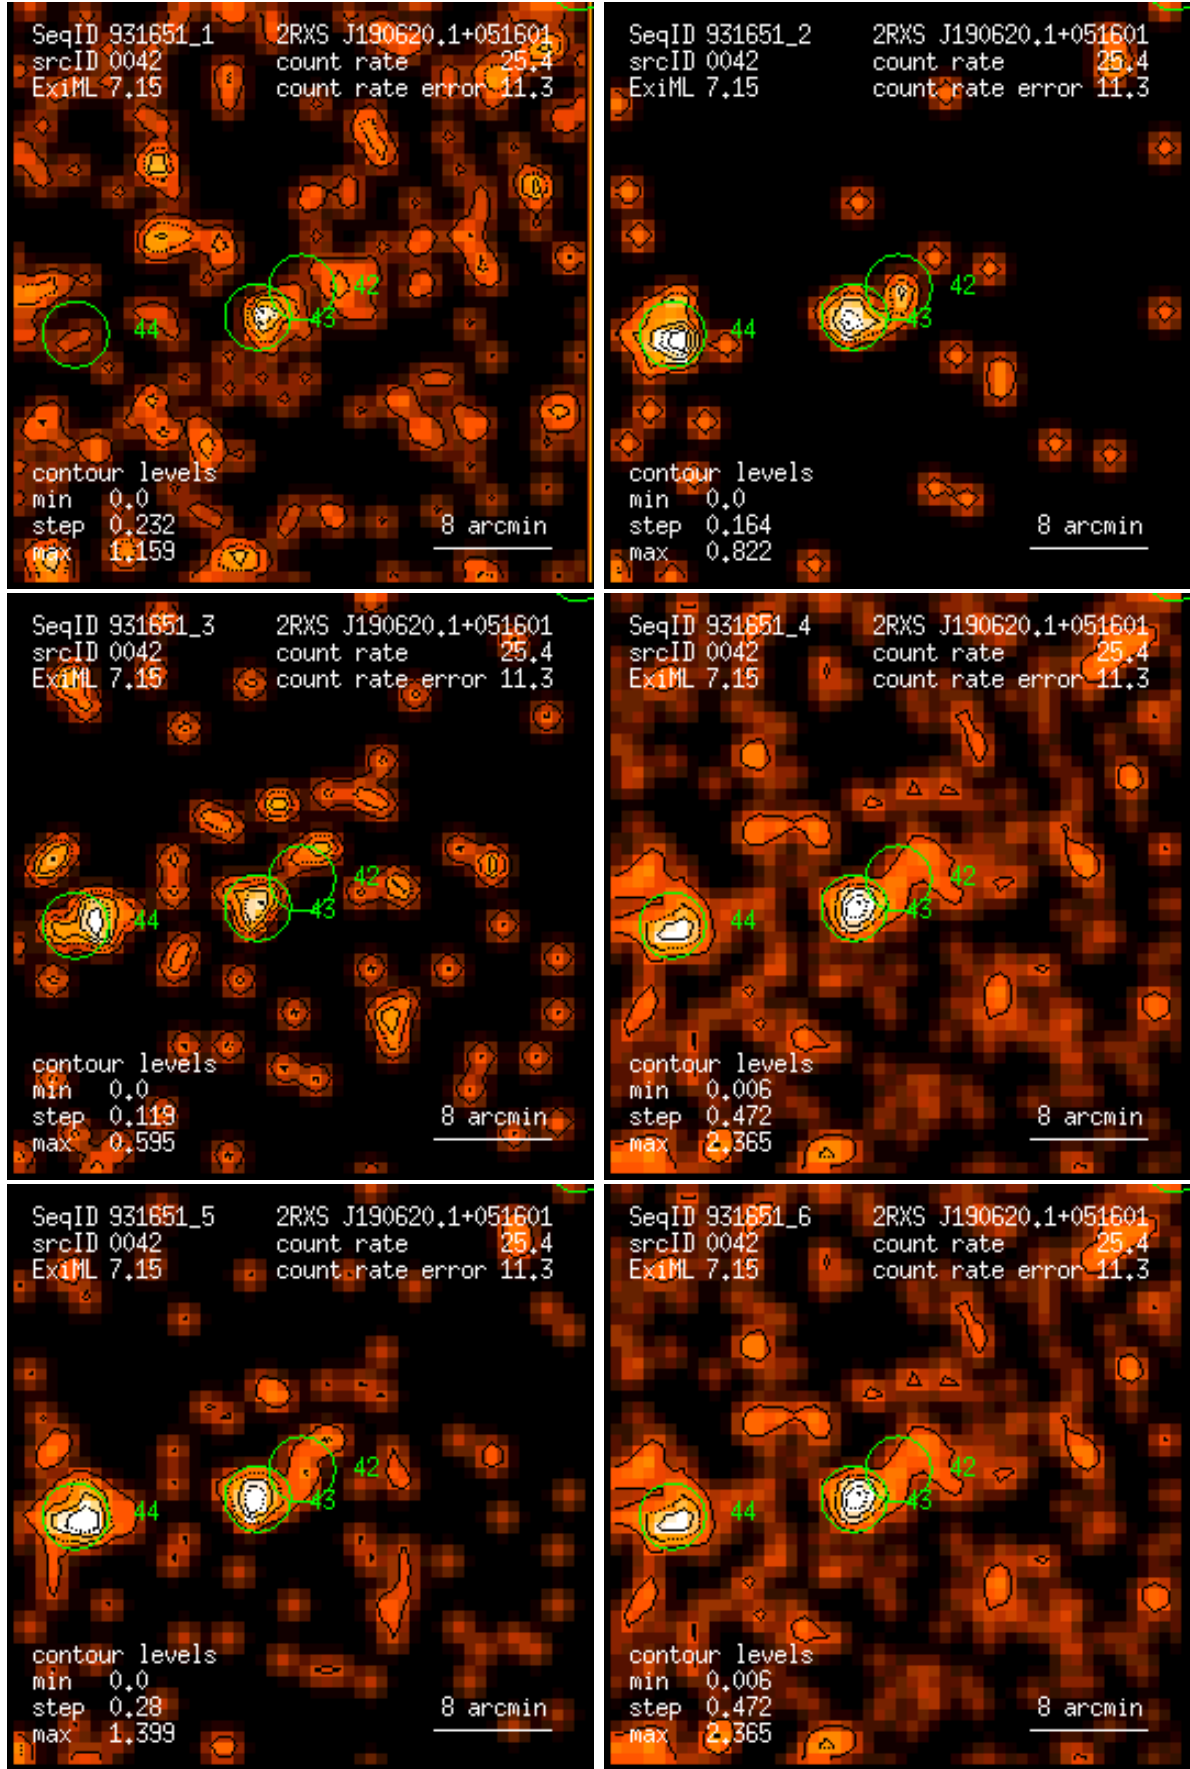 SeqID 931651_1 2RXS J190620.1+051601
srcID 0042 count rate 25.4
ExiML 7.15 count rate error 11.3
42
43
44
contour levels
min 0.0
step 0.232
max 1.159
8 arcmin
SeqID 931651_2 2RXS J190620.1+051601
srcID 0042 count rate 25.4
ExiML 7.15 count rate error 11.3
42
43
44
contour levels
min 0.0
step 0.164
max 0.822
8 arcmin
SeqID 931651_3 2RXS J190620.1+051601
srcID 0042 count rate 25.4
ExiML 7.15 count rate error 11.3
42
43
44
contour levels
min 0.0
step 0.119
max 0.595
8 arcmin
SeqID 931651_4 2RXS J190620.1+051601
srcID 0042 count rate 25.4
ExiML 7.15 count rate error 11.3
42
43
44
contour levels
min 0.006
step 0.472
max 2.365
8 arcmin
SeqID 931651_5 2RXS J190620.1+051601
srcID 0042 count rate 25.4
ExiML 7.15 count rate error 11.3
42
43
44
contour levels
min 0.0
step 0.28
max 1.399
8 arcmin
SeqID 931651_6 2RXS J190620.1+051601
srcID 0042 count rate 25.4
ExiML 7.15 count rate error 11.3
42
43
44
contour levels
min 0.006
step 0.472
max 2.365
8 arcmin